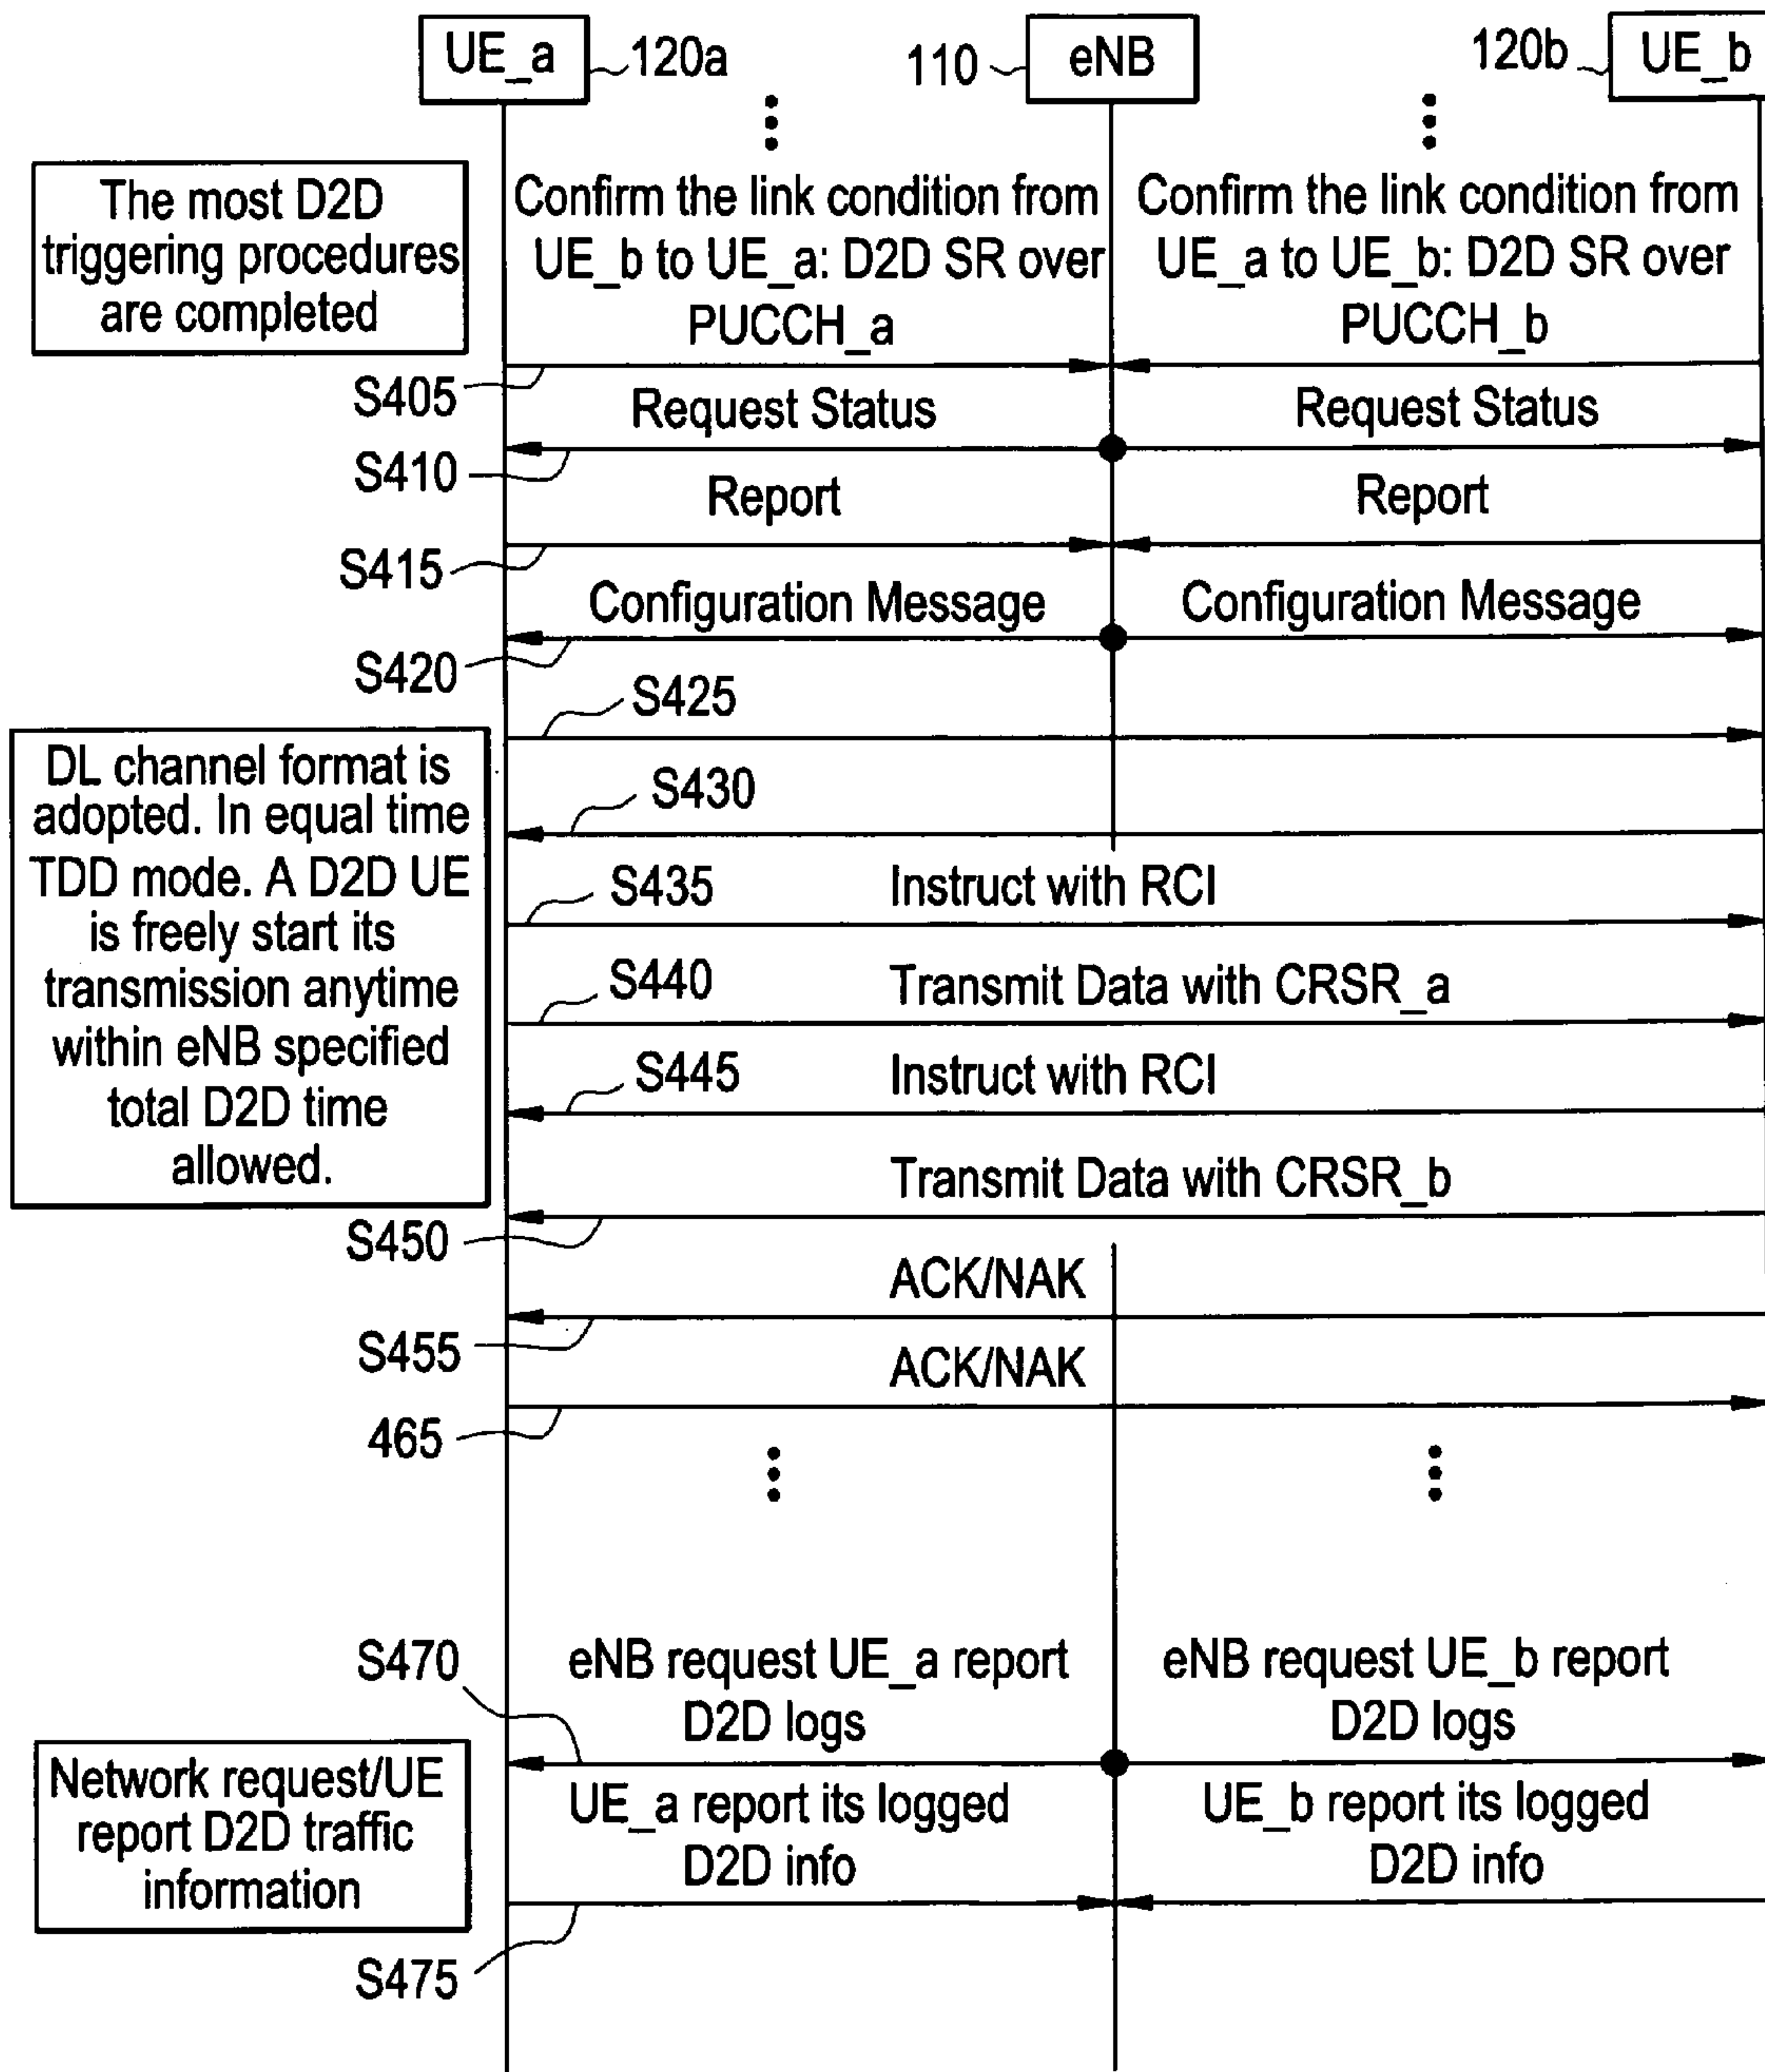 UE_a
120a
110
eNB
120b
UE_b
The most D2D
triggering procedures
are completed
Confirm the link condition from
UE_b to UE_a: D2D SR over
PUCCH_a
Confirm the link condition from
UE_a to UE_b: D2D SR over
PUCCH_b
S405
Request Status
Request Status
S410
Report
Report
S415
Configuration Message
Configuration Message
S420
S425
DL channel format is
adopted. In equal time
TDD mode. A D2D UE
is freely start its
transmission anytime
within eNB specified
total D2D time
allowed.
S430
S435
Instruct with RCI
S440
Transmit Data with CRSR_a
S445
Instruct with RCI
Transmit Data with CRSR_b
S450
ACK/NAK
S455
ACK/NAK
465
S470
eNB request UE_a report
D2D logs
eNB request UE_b report
D2D logs
Network request/UE
report D2D traffic
information
UE_a report its logged
D2D info
UE_b report its logged
D2D info
S475